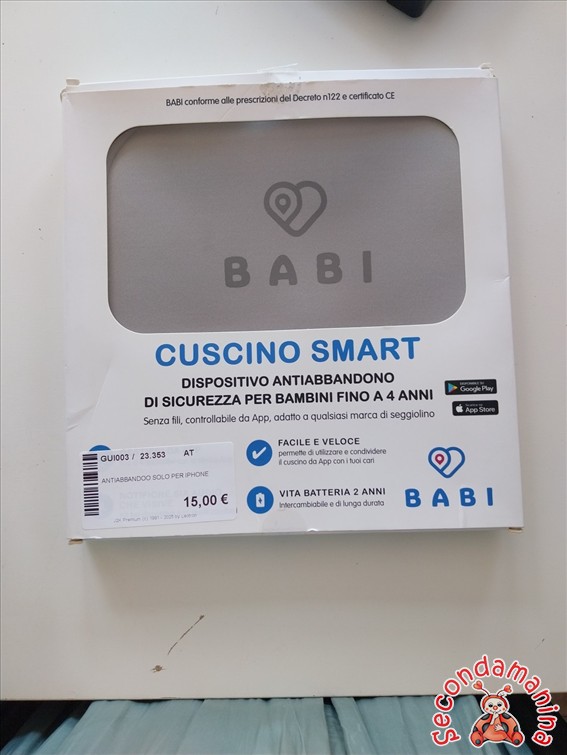 BABI conforme alle prescrizioni del Decreto n122 e certificato CE
BABI
CUSCINO SMART
DISPOSITIVO ANTIABBANDONO
DI SICUREZZA PER BAMBINI FINO A 4 ANNI
Senza fili, controllabile da App, adatto a qualsiasi marca di seggiolino
Google Play
App Store
GUI003 / 23.353 AT
ANTIABBANDOO SOLO PER IPHONE
15,00 €
FACILE E VELOCE
permette di utilizzare e condividere
il cuscino da App con i tuoi cari
VITA BATTERIA 2 ANNI
Intercambiabile e di lunga durata
BABI
secondamanina